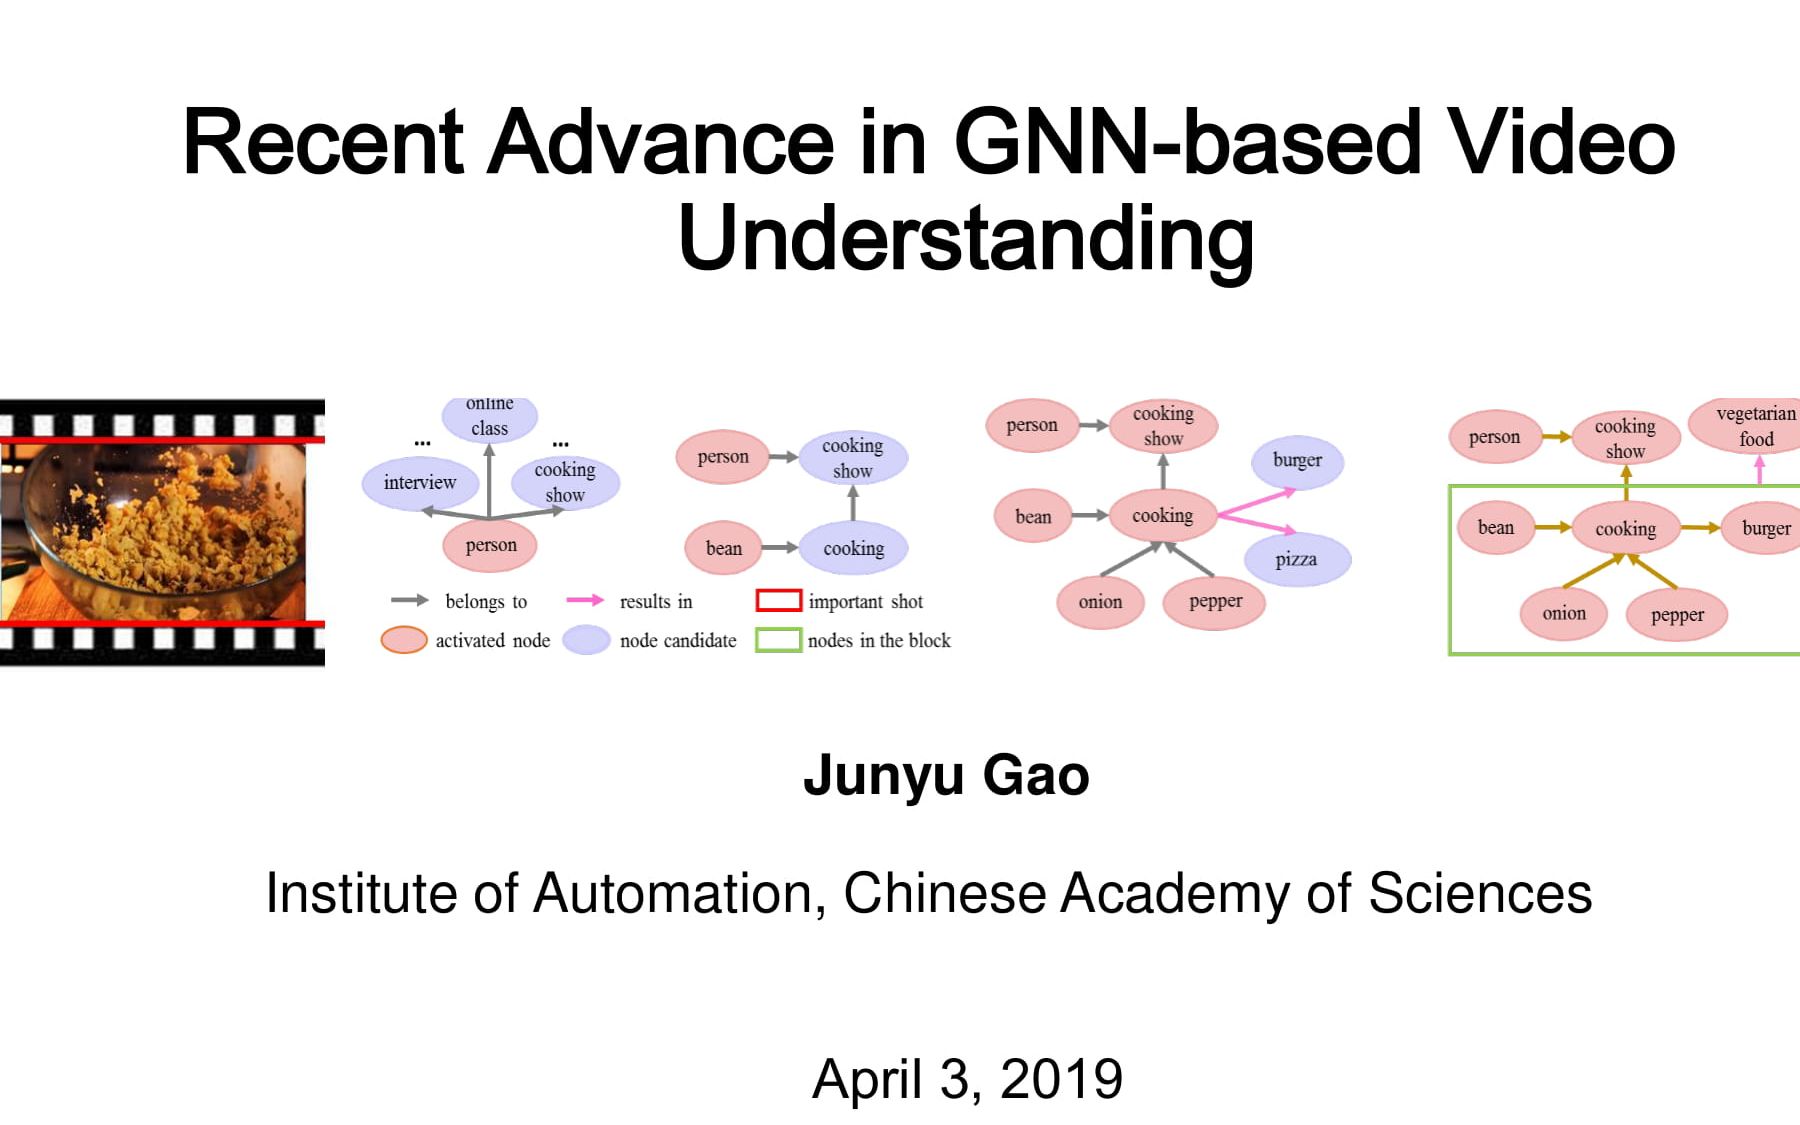 Recent Advance in GNN-based Video
Understanding
online
class
...
...
interview
cooking
show
person
person
cooking
show
bean
cooking
belongs to
results in
important shot
activated node
node candidate
nodes in the block
person
cooking
show
burger
bean
cooking
pizza
onion
pepper
person
cooking
show
vegetarian
food
bean
cooking
burger
onion
pepper
Junyu Gao
Institute of Automation, Chinese Academy of Sciences
April 3, 2019